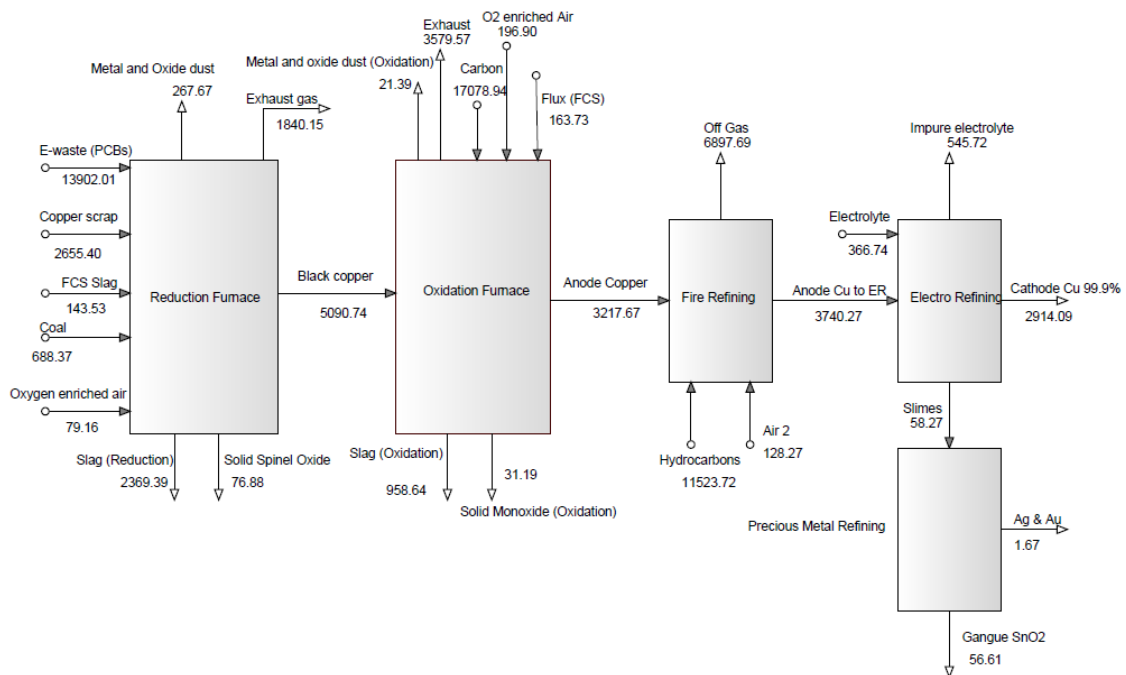 O2 enriched Air
196.90
Exhaust
3579.57
Metal and Oxide dust
267.67
Metal and oxide dust (Oxidation)
21.39
Carbon
17078.94
Flux (FCS)
163.73
Exhaust gas
1840.15
Off Gas
6897.69
Impure electrolyte
545.72
E-waste (PCBs)
13902.01
Copper scrap
2655.40
FCS Slag
143.53
Coal
688.37
Oxygen enriched air
79.16
Reduction Furnace
Black copper
5090.74
Oxidation Furnace
Anode Copper
3217.67
Fire Refining
Anode Cu to ER
3740.27
Electrolyte
366.74
Electro Refining
Cathode Cu 99.9%
2914.09
Slag (Reduction)
2369.39
Solid Spinel Oxide
76.88
Slag (Oxidation)
958.64
31.19
Solid Monoxide (Oxidation)
Hydrocarbons
11523.72
Air 2
128.27
Slimes
58.27
Precious Metal Refining
Ag & Au
1.67
Gangue SnO2
56.61